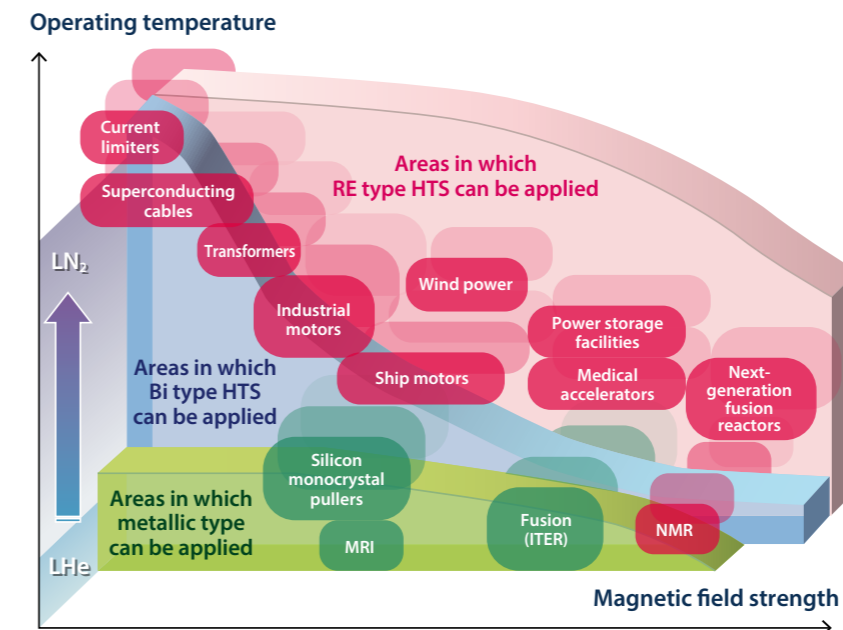 Operating temperature
Current
limiters
Superconducting
cables
Areas in which
RE type HTS can be applied
LN₂
Transformers
Wind power
Industrial
motors
Power storage
facilities
Areas in which
Bi type HTS
can be applied
Ship motors
Medical
accelerators
Next-
generation
fusion
reactors
Silicon
monocrystal
pullers
Areas in which
metallic type
can be applied
MRI
Fusion
(ITER)
NMR
LHe
Magnetic field strength